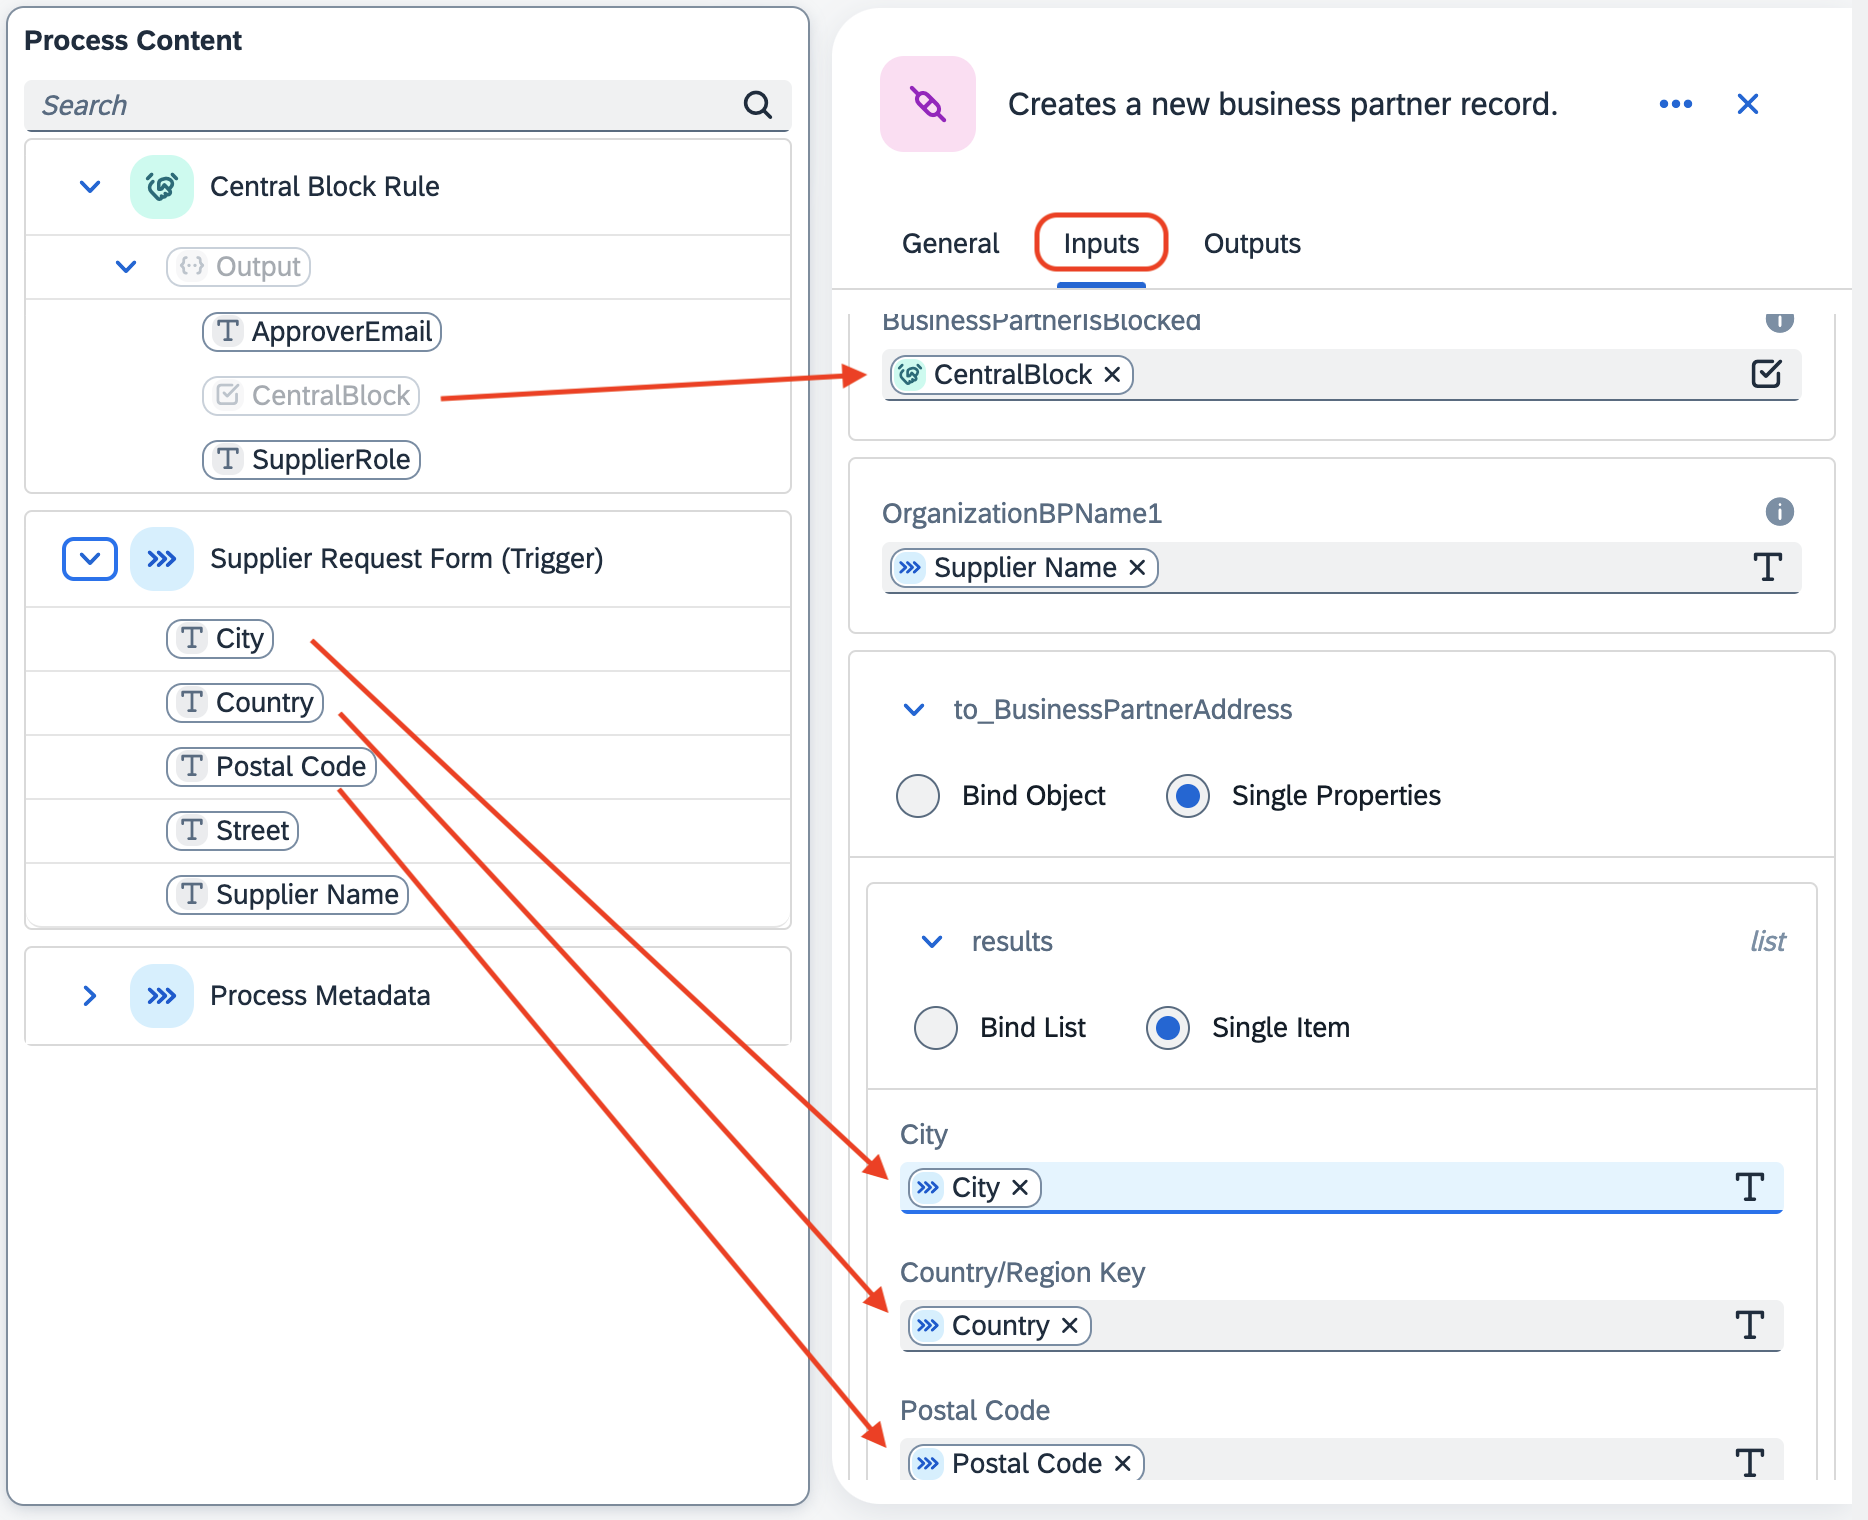 Process Content
Search
Central Block Rule
Output
ApproverEmail
CentralBlock
SupplierRole
Supplier Request Form (Trigger)
City
Country
Postal Code
Street
Supplier Name
Process Metadata
Creates a new business partner record.
General
Inputs
Outputs
BusinessPartnerIsBlocked
CentralBlock
OrganizationBPName1
Supplier Name
to_BusinessPartnerAddress
Bind Object
Single Properties
results
list
Bind List
Single Item
City
City
Country/Region Key
Country
Postal Code
Postal Code